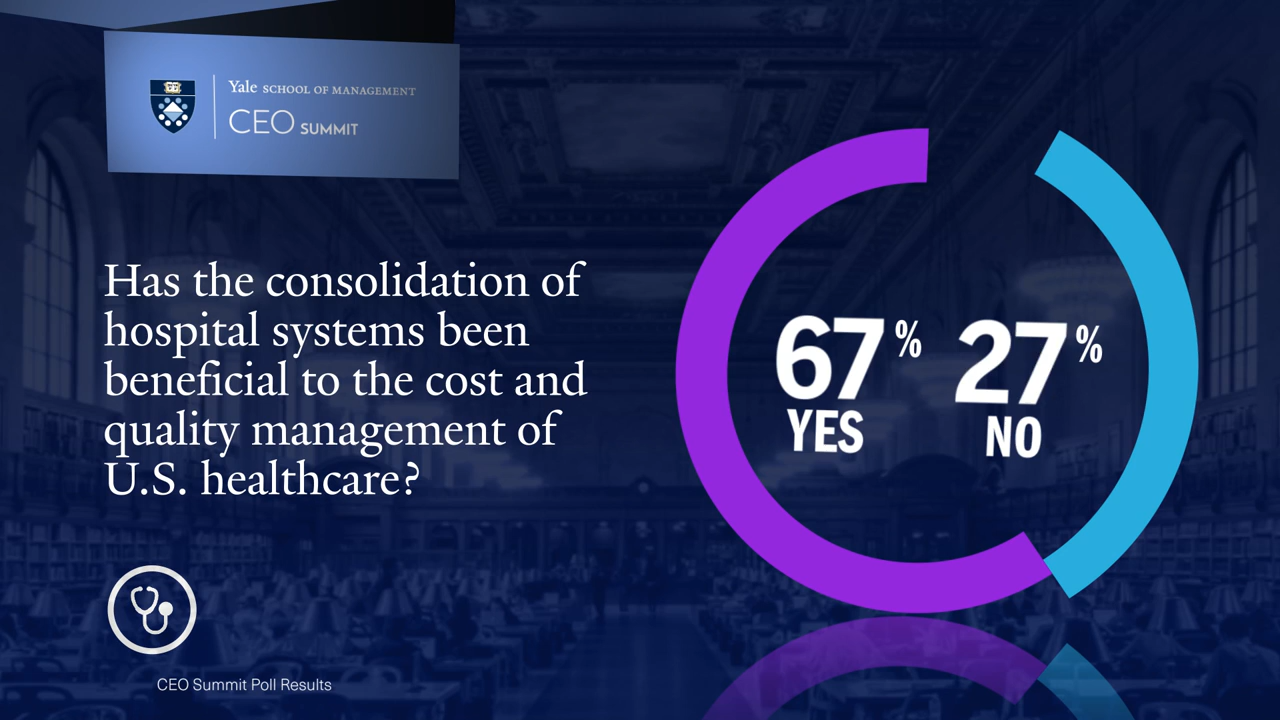 Yale SCHOOL OF MANAGEMENT
CEO SUMMIT
Has the consolidation of
hospital systems been
beneficial to the cost and
quality management of
U.S. healthcare?
67% 27%
YES NO
CEO Summit Poll Results